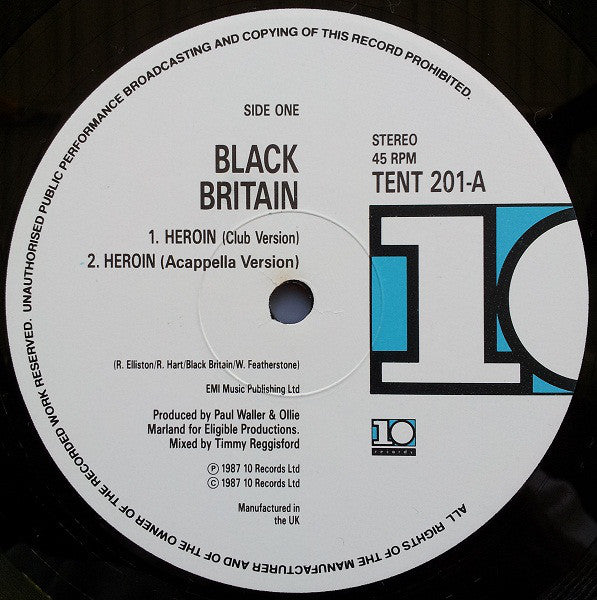 UNAUTHORISED PUBLIC PERFORMANCE BROADCASTING AND COPYING OF THIS RECORD PROHIBITED.
SIDE ONE
BLACK
BRITAIN
1. HEROIN (Club Version)
2. HEROIN (Acappella Version)
STEREO
45 RPM
TENT 201-A
10
(R. Elliston/R. Hart/Black Britain/W. Featherstone)
EMI Music Publishing Ltd
Produced by Paul Waller & Ollie
Marland for Eligible Productions.
Mixed by Timmy Reggisford
℗ 1987 10 Records Ltd
© 1987 10 Records Ltd
Manufactured in
the UK
10
records
ALL RIGHTS OF THE MANUFACTURER AND OF THE OWNER OF THE RECORDED WORK RESERVED.